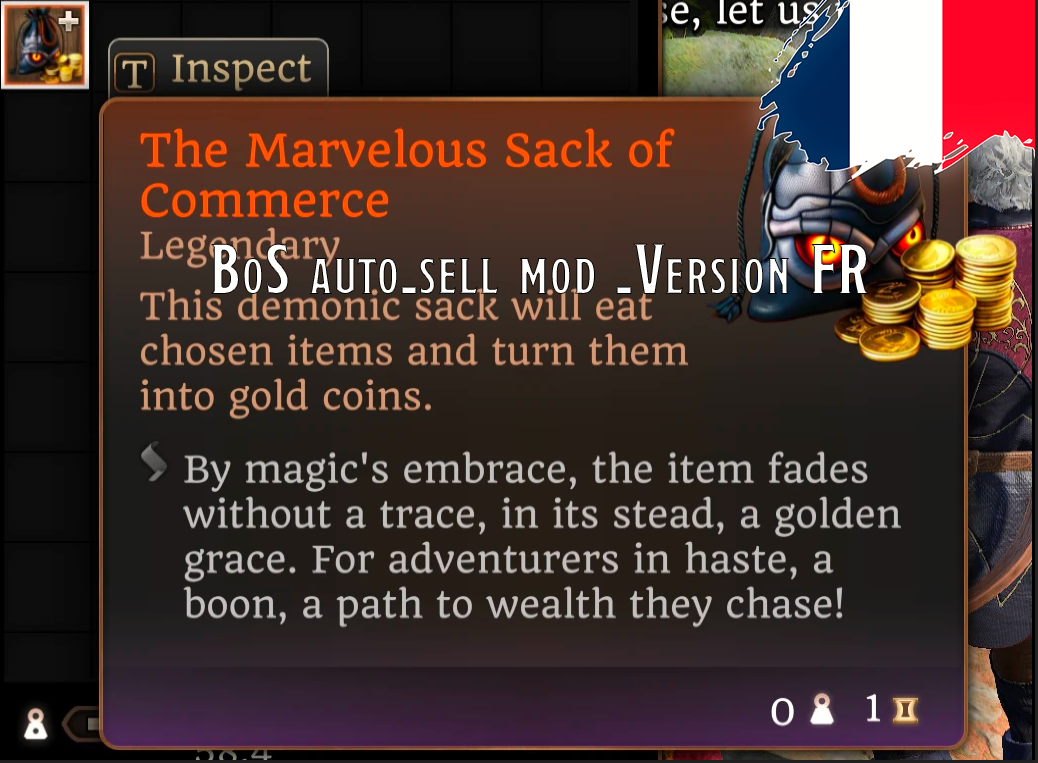 se, let us
T Inspect
The Marvelous Sack of
Commerce
Legendary
BoS auto_sell mod _Version FR
This demonic sack will eat
chosen items and turn them
into gold coins.
By magic's embrace, the item fades
without a trace, in its stead, a golden
grace. For adventurers in haste, a
boon, a path to wealth they chase!
0 1
58.4